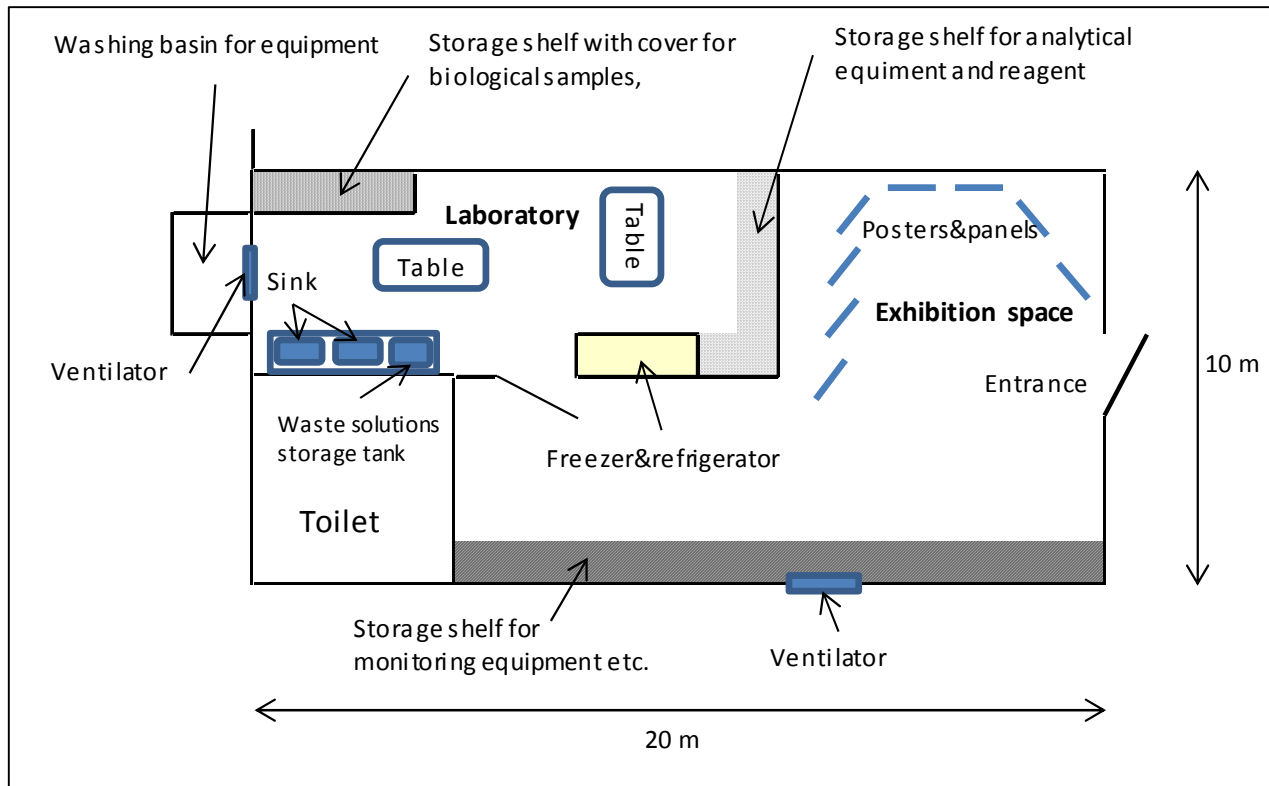 Washing basin for equipment
Storage shelf with cover for
biological samples,
Storage shelf for analytical
equiment and reagent
Laboratory
Table
Table
Posters&panels
Sink
Exhibition space
Ventilator
Entrance
10 m
Waste solutions
storage tank
Freezer&refrigerator
Toilet
Storage shelf for
monitoring equipment etc.
Ventilator
20 m